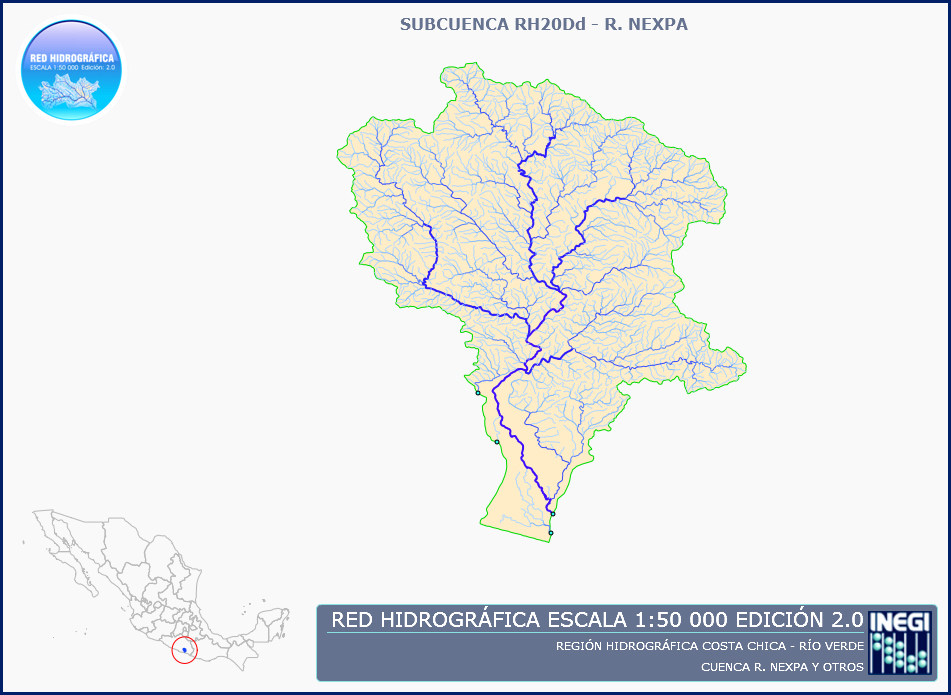 SUBCUENCA RH20Dd - R. NEXPA
RED HIDROGRÁFICA
ESCALA 1:50 000 Edición: 2.0
RED HIDROGRÁFICA ESCALA 1:50 000 EDICIÓN 2.0
REGIÓN HIDROGRÁFICA COSTA CHICA - RÍO VERDE
CUENCA R. NEXPA Y OTROS
INEGI